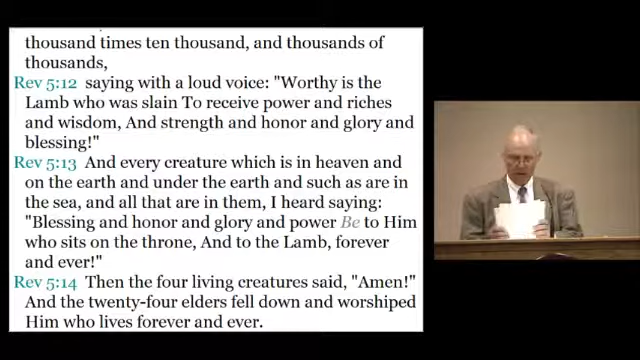 thousand times ten thousand, and thousands of
thousands,
Rev 5:12 saying with a loud voice: "Worthy is the
Lamb who was slain To receive power and riches
and wisdom, And strength and honor and glory and
blessing!"
Rev 5:13 And every creature which is in heaven and
on the earth and under the earth and such as are in
the sea, and all that are in them, I heard saying:
"Blessing and honor and glory and power Be to Him
who sits on the throne, And to the Lamb, forever
and ever!"
Rev 5:14 Then the four living creatures said, "Amen!"
And the twenty-four elders fell down and worshiped
Him who lives forever and ever.